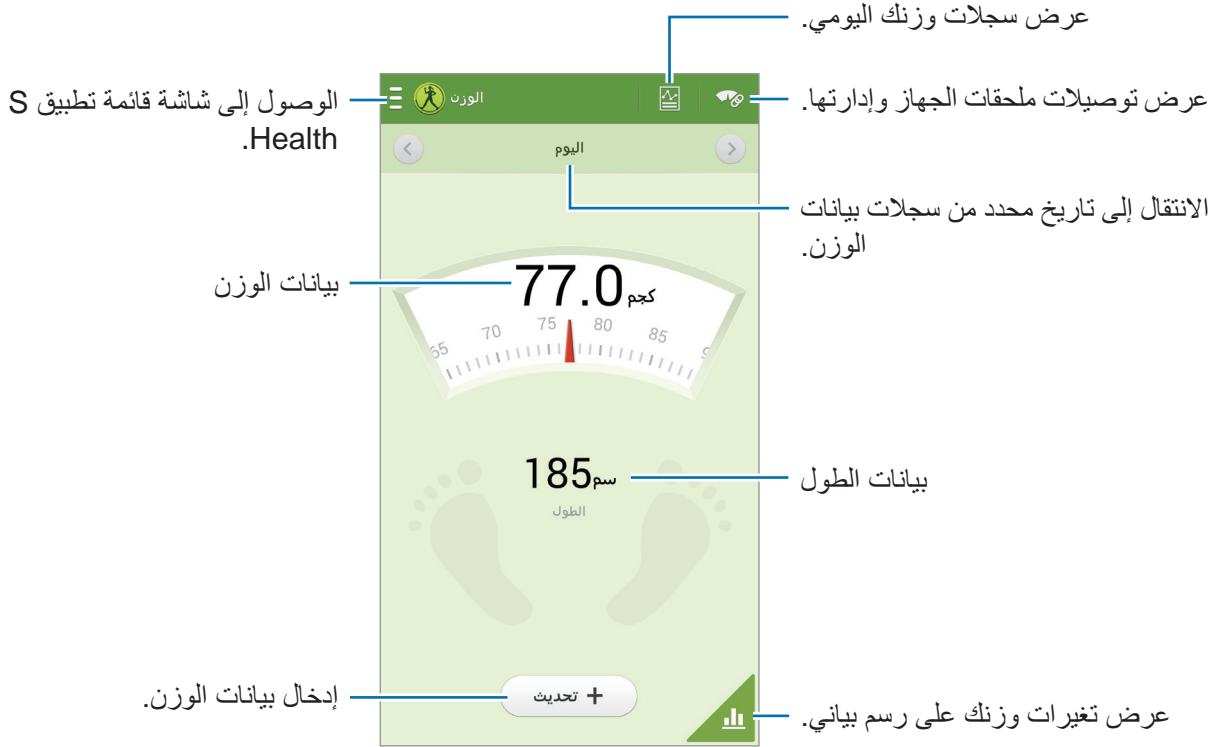 عرض سجلات وزنك اليومي.
الوصول إلى شاشة قائمة تطبيق S
Health.
الوزن
عرض توصيلات ملحقات الجهاز وإدارتها.
اليوم
الانتقال إلى تاريخ محدد من سجلات بيانات
الوزن.
بيانات الوزن
77.0 كجم
65 70 75 80 85
185 سم
بيانات الطول
الطول
إدخال بيانات الوزن.
+ تحديث
عرض تغيرات وزنك على رسم بياني.